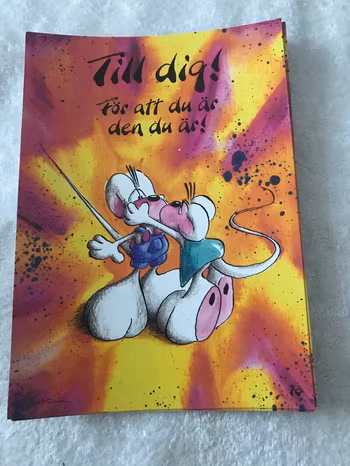 Till dig!
För att du är
den du är!